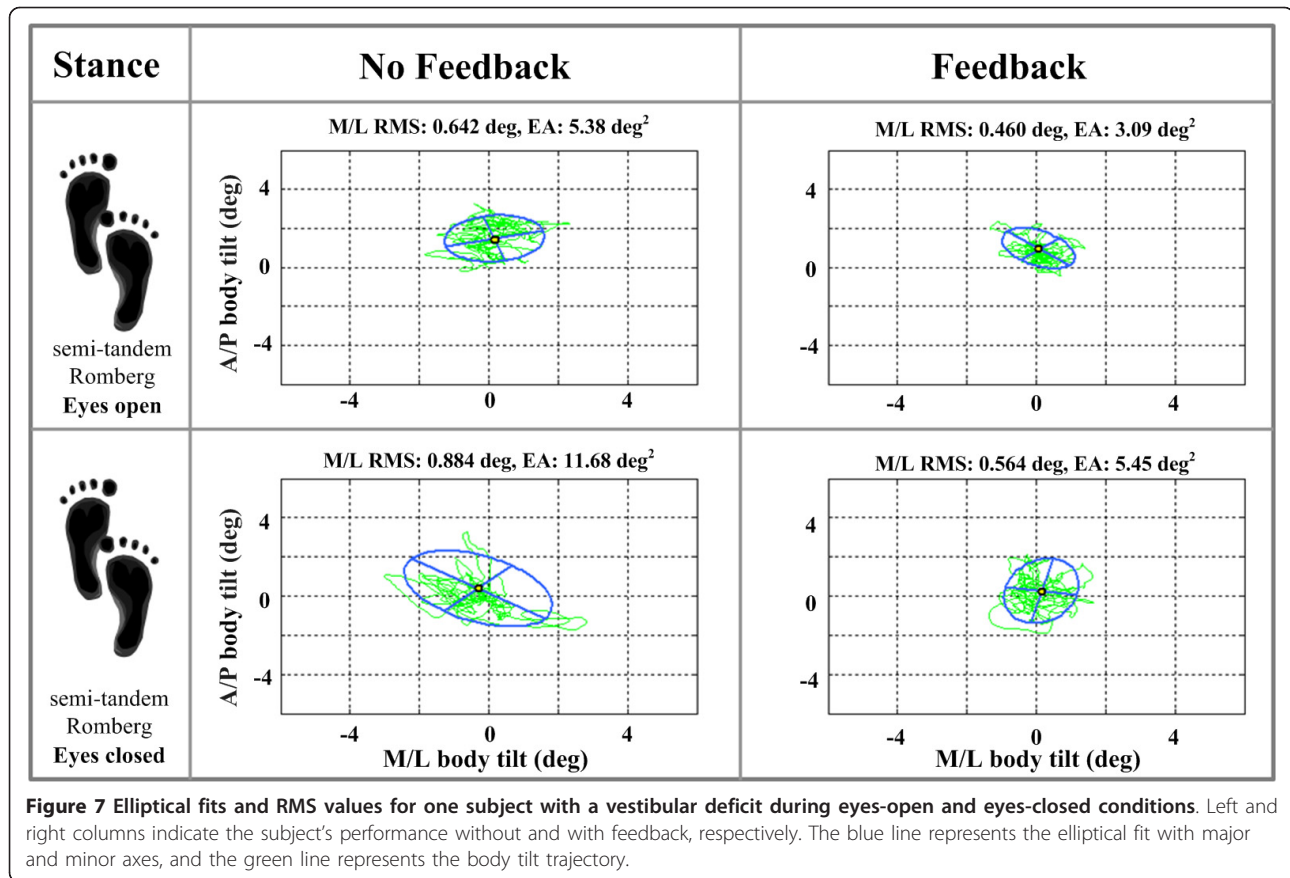 Stance
No Feedback
Feedback
semi-tandem
Romberg
Eyes open
M/L RMS: 0.642 deg, EA: 5.38 deg²
A/P body tilt (deg)
4
0
-4
-4 0 4
M/L RMS: 0.460 deg, EA: 3.09 deg²
4
0
-4
-4 0 4
semi-tandem
Romberg
Eyes closed
M/L RMS: 0.884 deg, EA: 11.68 deg²
A/P body tilt (deg)
4
0
-4
-4 0 4
M/L body tilt (deg)
M/L RMS: 0.564 deg, EA: 5.45 deg²
4
0
-4
-4 0 4
M/L body tilt (deg)
Figure 7 Elliptical fits and RMS values for one subject with a vestibular deficit during eyes-open and eyes-closed conditions. Left and
right columns indicate the subject's performance without and with feedback, respectively. The blue line represents the elliptical fit with major
and minor axes, and the green line represents the body tilt trajectory.